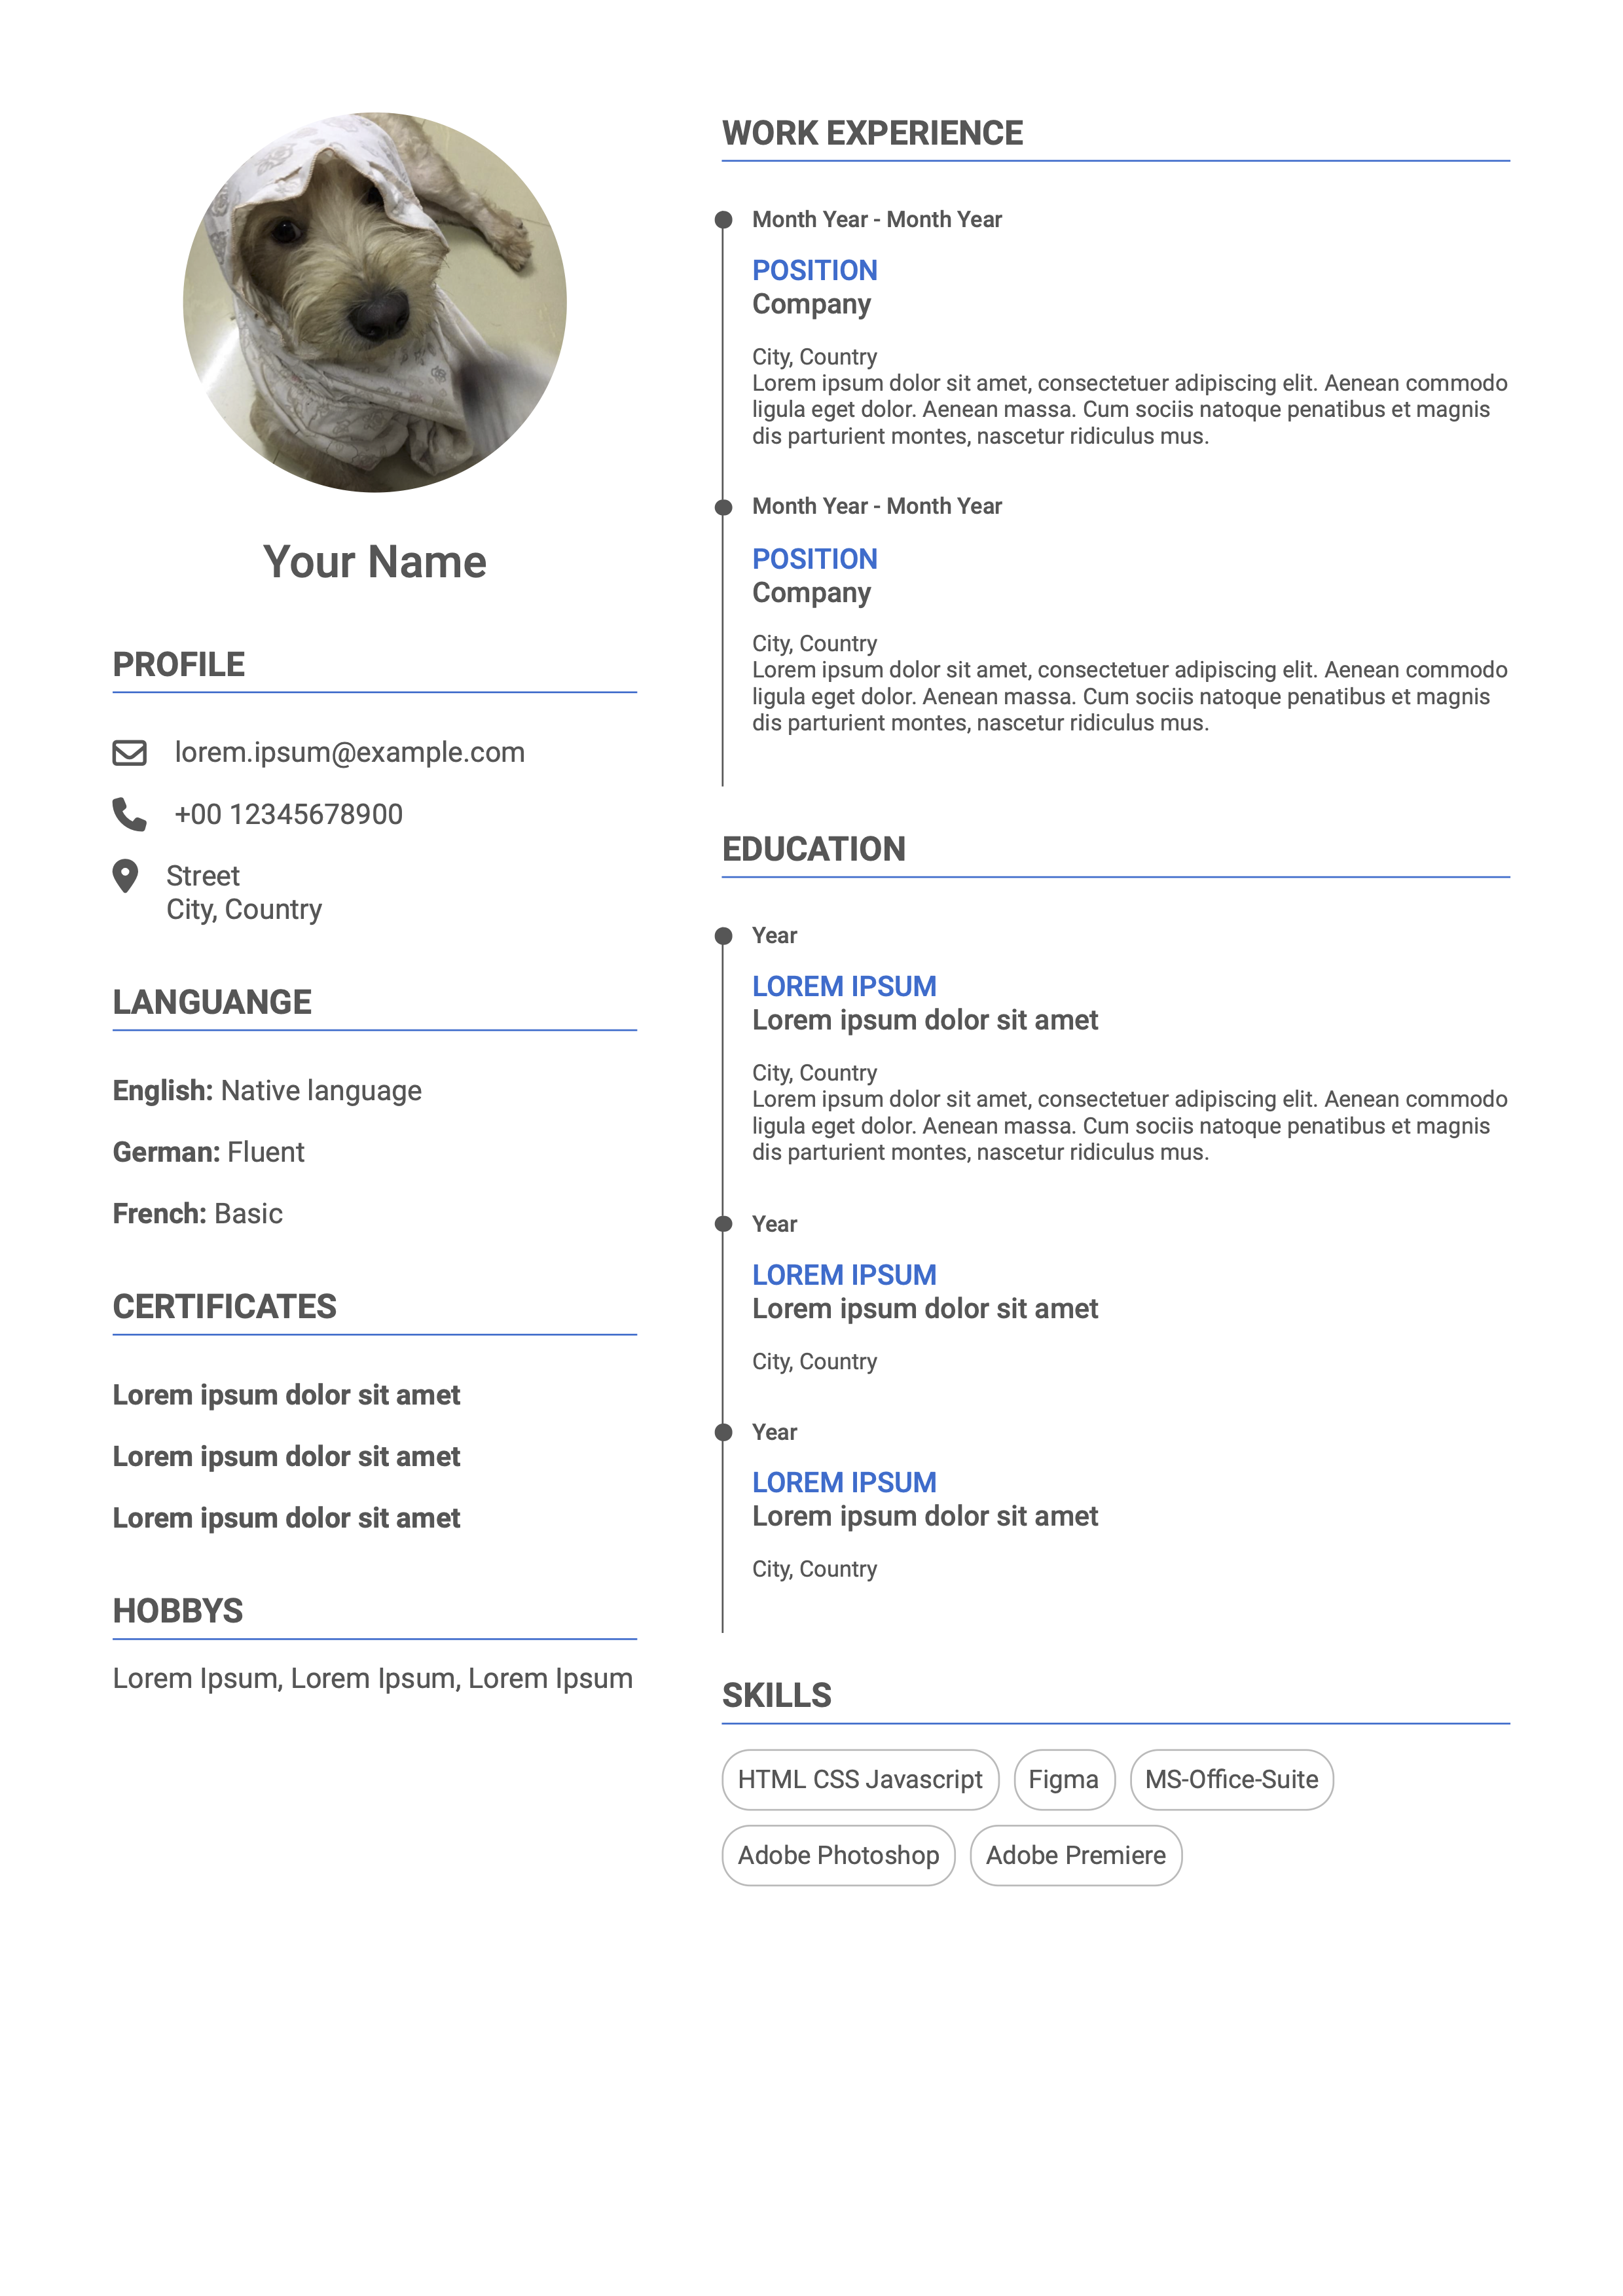 Your Name
PROFILE
lorem.ipsum@example.com
+00 12345678900
Street
City, Country
LANGUANGE
English: Native language
German: Fluent
French: Basic
CERTIFICATES
Lorem ipsum dolor sit amet
Lorem ipsum dolor sit amet
Lorem ipsum dolor sit amet
HOBBYS
Lorem Ipsum, Lorem Ipsum, Lorem Ipsum
WORK EXPERIENCE
Month Year - Month Year
POSITION
Company
City, Country
Lorem ipsum dolor sit amet, consectetuer adipiscing elit. Aenean commodo
ligula eget dolor. Aenean massa. Cum sociis natoque penatibus et magnis
dis parturient montes, nascetur ridiculus mus.
Month Year - Month Year
POSITION
Company
City, Country
Lorem ipsum dolor sit amet, consectetuer adipiscing elit. Aenean commodo
ligula eget dolor. Aenean massa. Cum sociis natoque penatibus et magnis
dis parturient montes, nascetur ridiculus mus.
EDUCATION
Year
LOREM IPSUM
Lorem ipsum dolor sit amet
City, Country
Lorem ipsum dolor sit amet, consectetuer adipiscing elit. Aenean commodo
ligula eget dolor. Aenean massa. Cum sociis natoque penatibus et magnis
dis parturient montes, nascetur ridiculus mus.
Year
LOREM IPSUM
Lorem ipsum dolor sit amet
City, Country
Year
LOREM IPSUM
Lorem ipsum dolor sit amet
City, Country
SKILLS
HTML CSS Javascript Figma MS-Office-Suite
Adobe Photoshop Adobe Premiere